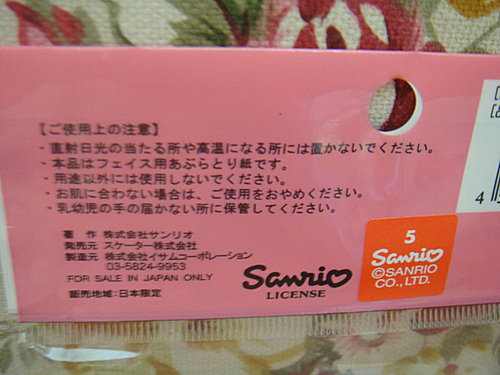 【ご使用上の注意】
・直射日光の当たる所や高温になる所には置かないでください。
・本品はフェイス用あぶらとり紙です。
・用途以外には使用しないでください。
・お肌に合わない場合は、ご使用をおやめください。
・乳幼児の手の届かない所に保管してください。
著 作 株式会社サンリオ
発売元 スケーター株式会社
製造元 株式会社イサムコーポレーション
03-5824-9953
FOR SALE IN JAPAN ONLY
販売地域:日本限定
Sanrio
LICENSE
5
Sanrio
©SANRIO
CO.,LTD.
4